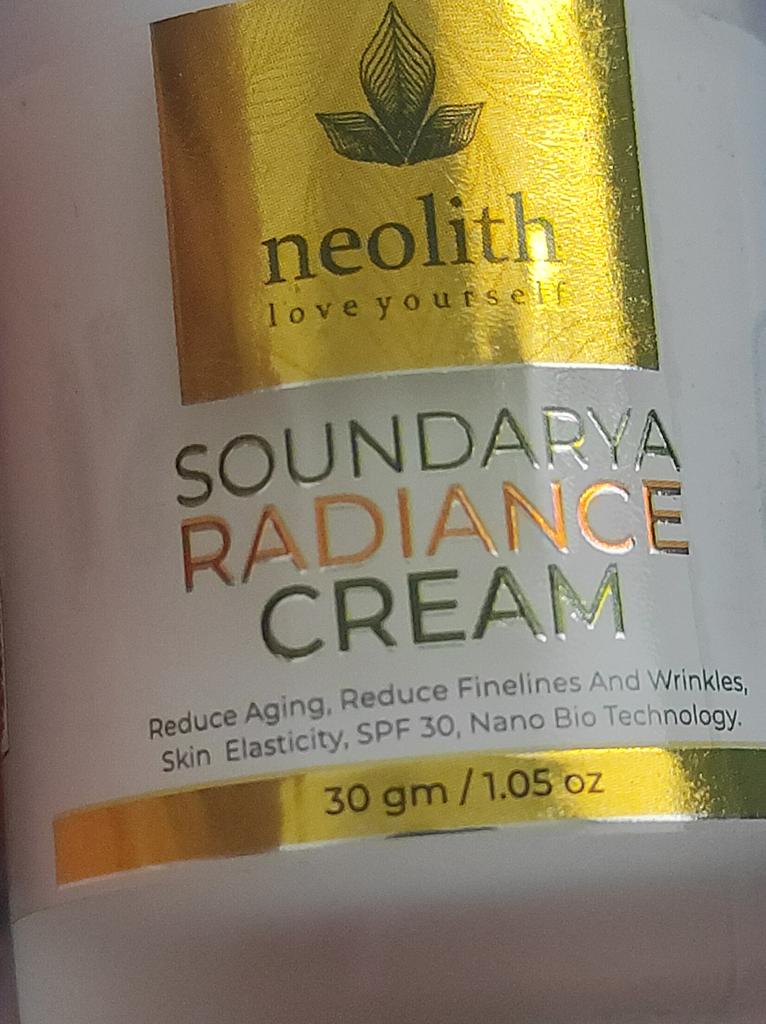 neolith
love yourself
SOUNDARYA
RADIANCE
CREAM
Reduce Aging, Reduce Finelines And Wrinkles,
Skin Elasticity, SPF 30, Nano Bio Technology.
30 gm / 1.05 oz